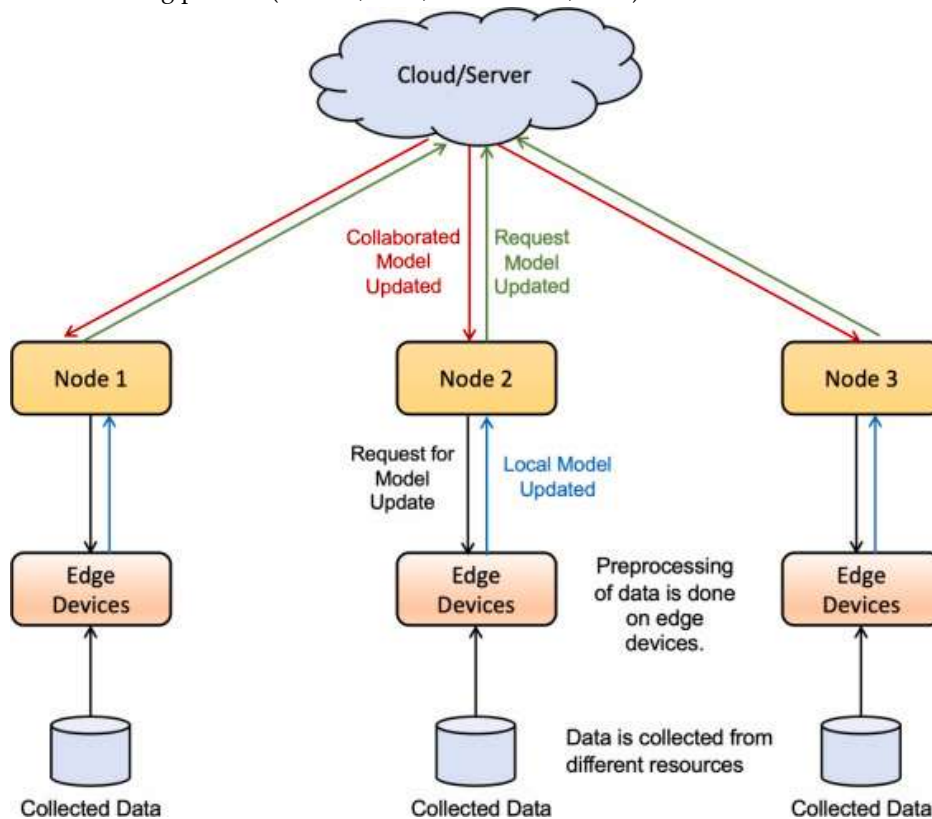 Cloud/Server
Collaborated
Model
Updated
Request
Model
Updated
Node 1
Node 2
Node 3
Request for
Model
Update
Local Model
Updated
Edge
Devices
Edge
Devices
Preprocessing
of data is done
on edge
devices.
Edge
Devices
Data is collected from
different resources
Collected Data
Collected Data
Collected Data